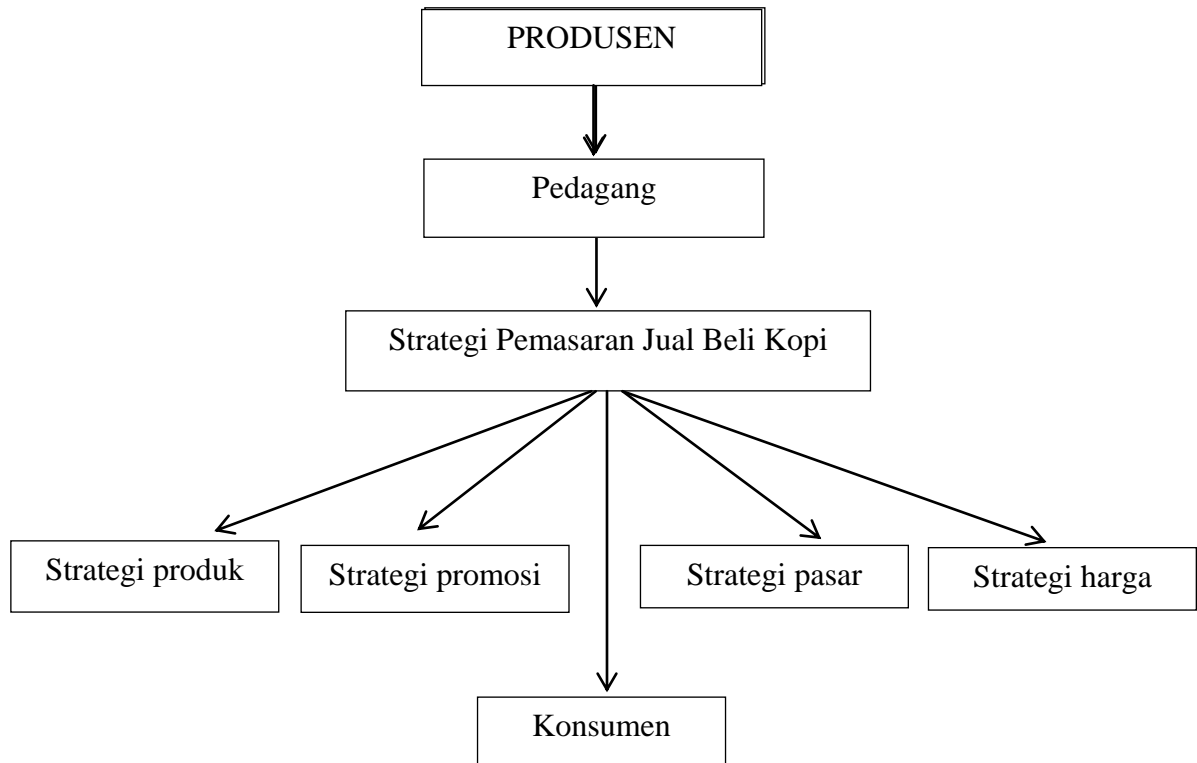 PRODUSEN
Pedagang
Strategi Pemasaran Jual Beli Kopi
Strategi produk
Strategi promosi
Strategi pasar
Strategi harga
Konsumen